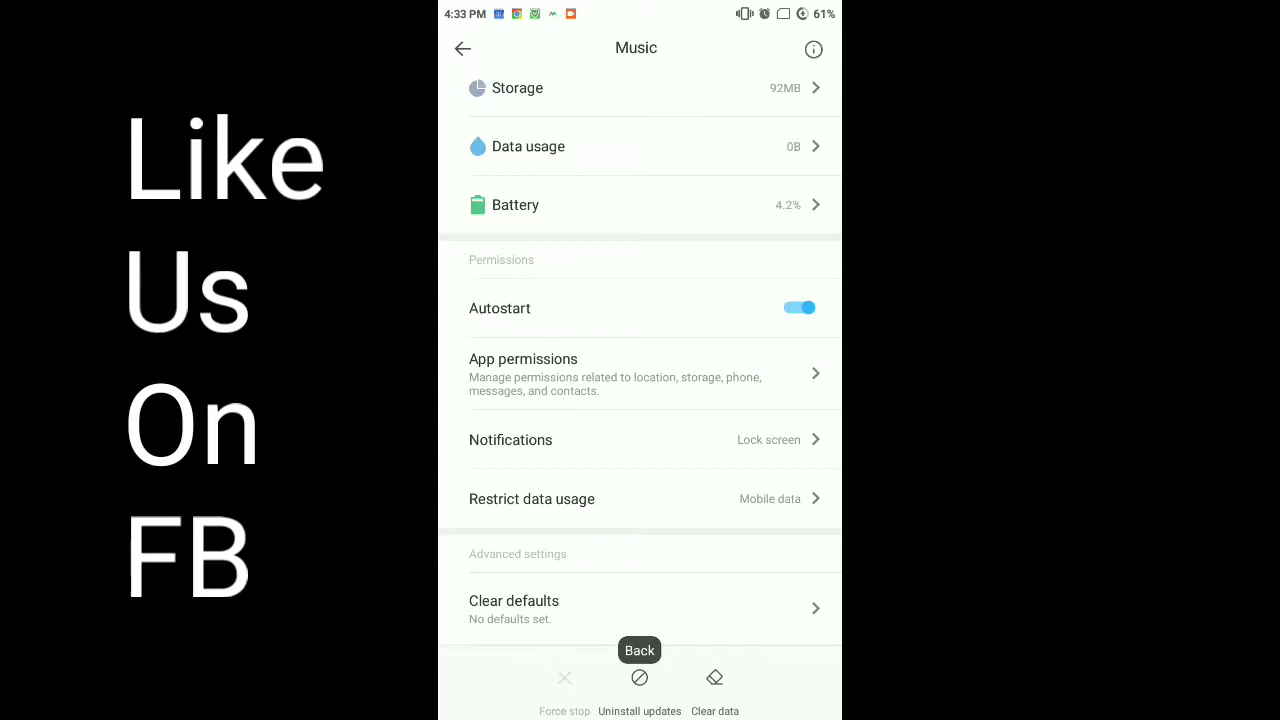 Like
Us
On
FB
4:33 PM
61%
Music
Storage 92MB
Data usage 0B
Battery 4.2%
Permissions
Autostart
App permissions
Manage permissions related to location, storage, phone,
messages, and contacts.
Notifications Lock screen
Restrict data usage Mobile data
Advanced settings
Clear defaults
No defaults set.
Back
Force stop Uninstall updates Clear data